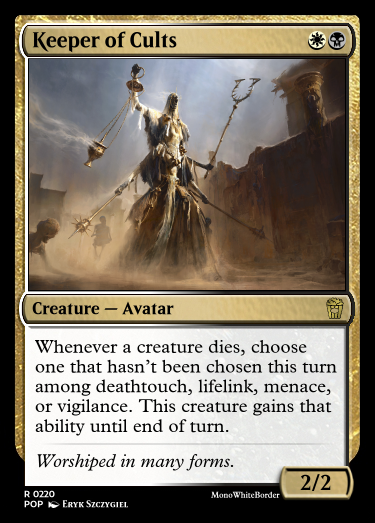 Keeper of Cults
Creature — Avatar
Whenever a creature dies, choose
one that hasn't been chosen this turn
among deathtouch, lifelink, menace,
or vigilance. This creature gains that
ability until end of turn.
Worshiped in many forms.
2/2
R 0220
MonoWhiteBorder
POP Eryk Szczygiel